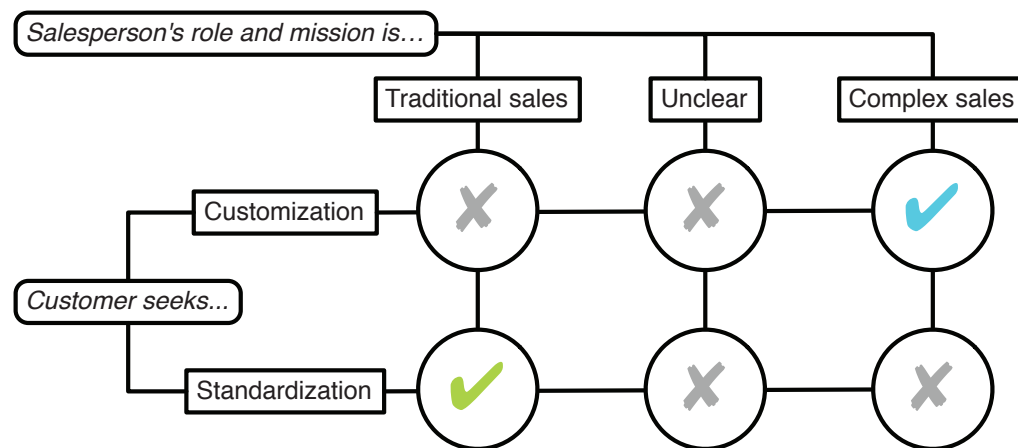 Salesperson's role and mission is…
Traditional sales
Unclear
Complex sales
Customization
Customer seeks...
Standardization